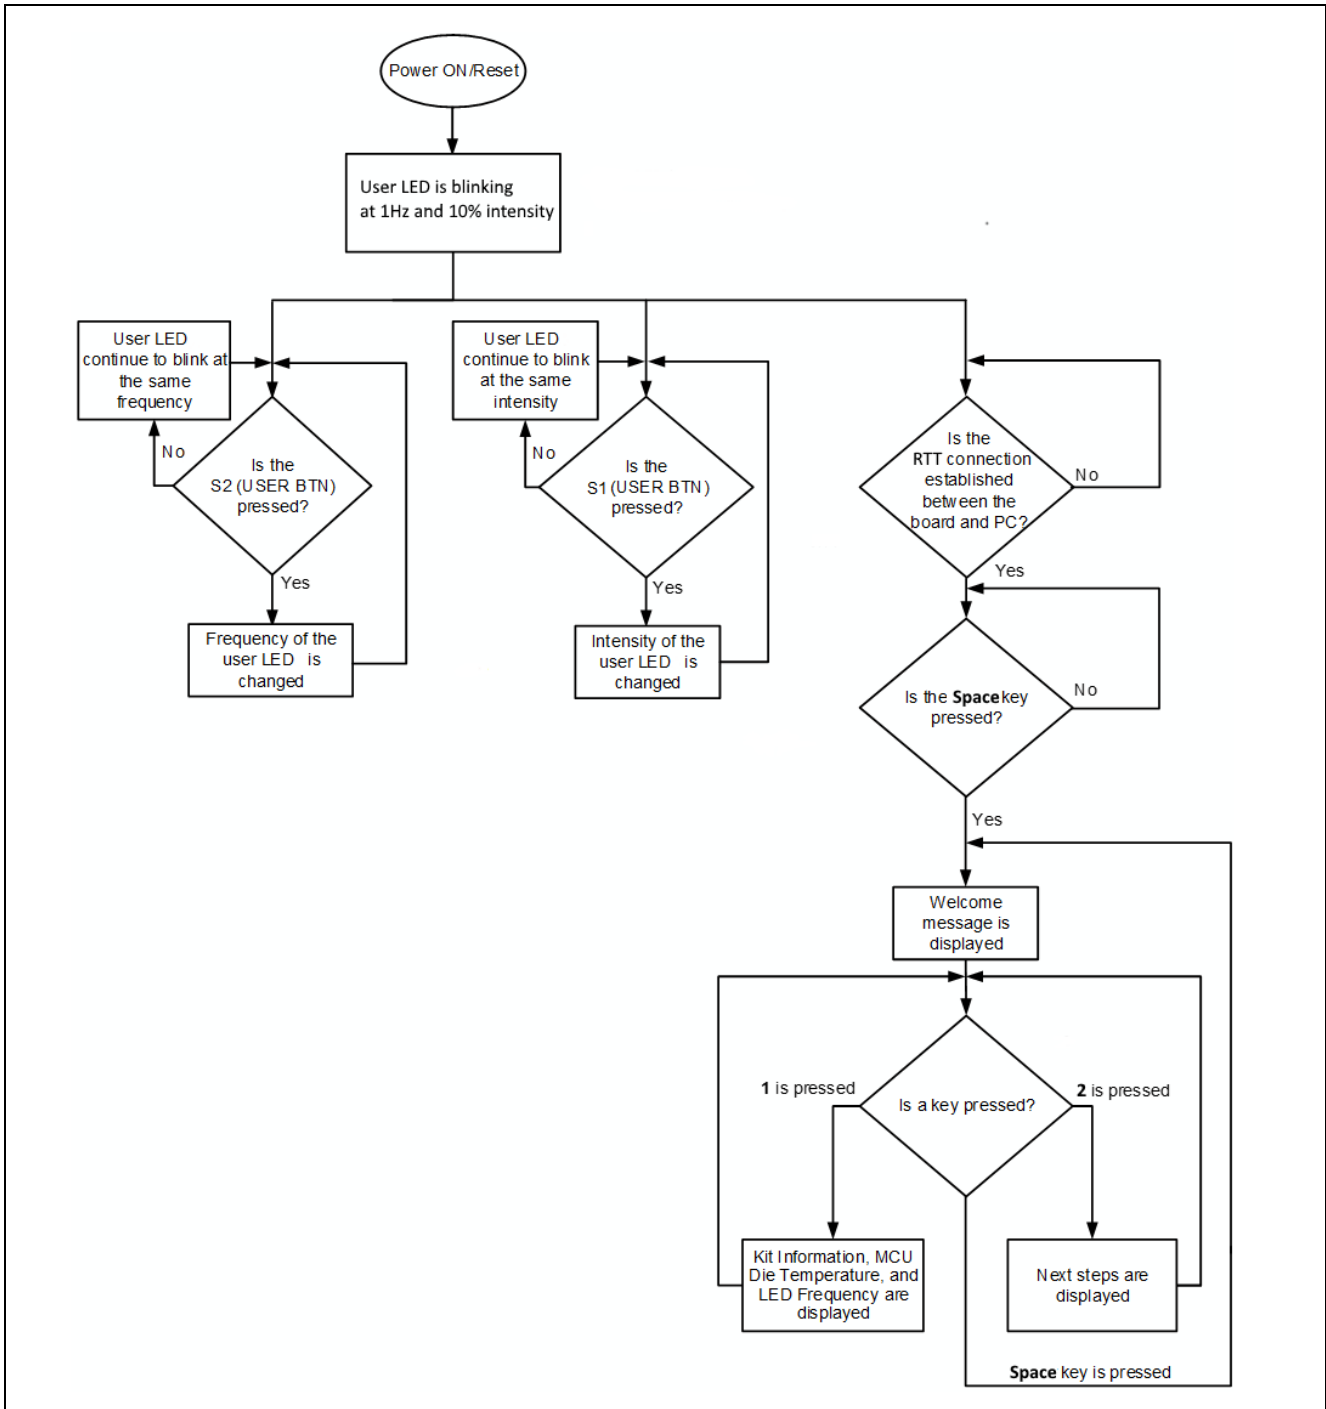 Power ON/Reset
User LED is blinking
at 1Hz and 10% intensity
User LED
continue to blink at
the same
frequency
No
Is the
S2 (USER BTN)
pressed?
Yes
Frequency of the
user LED is
changed
User LED
continue to blink
at the same
intensity
No
Is the
S1 (USER BTN)
pressed?
Yes
Intensity of the
user LED is
changed
Is the
RTT connection
established
between the
board and PC?
No
Yes
Is the Space key
pressed?
No
Yes
Welcome
message is
displayed
1 is pressed
Is a key pressed?
2 is pressed
Kit Information, MCU
Die Temperature, and
LED Frequency are
displayed
Next steps are
displayed
Space key is pressed